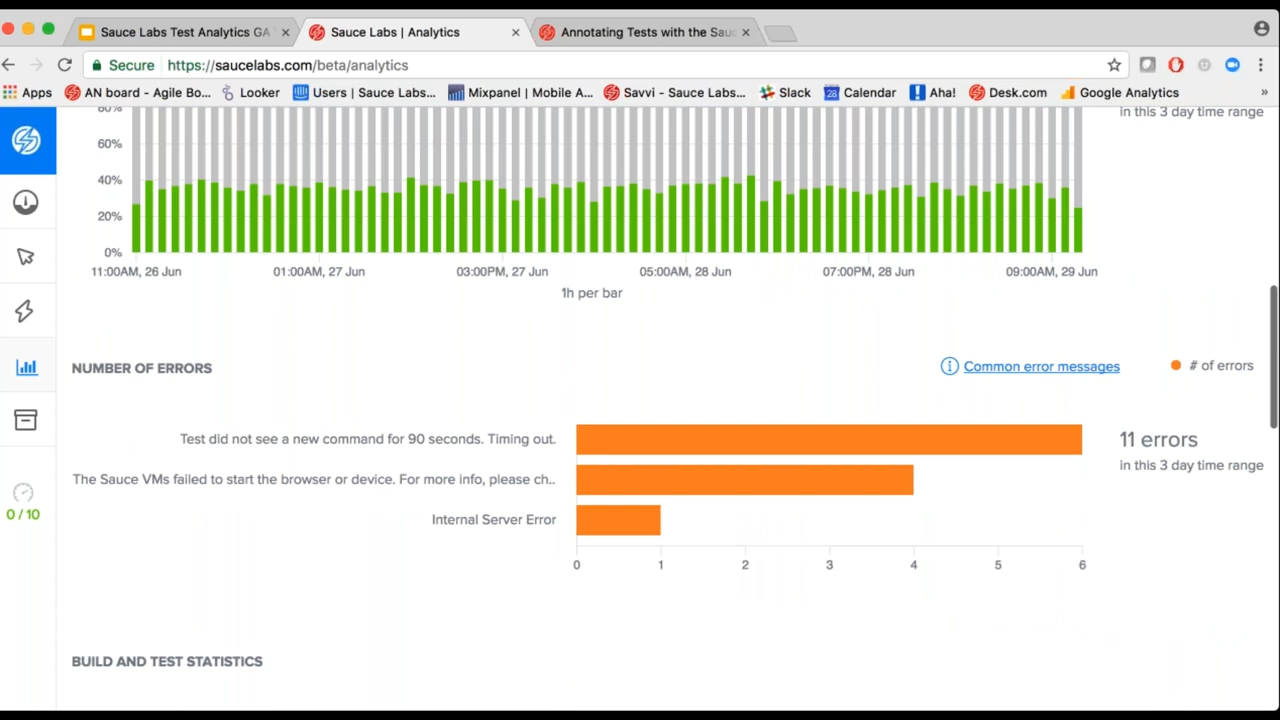 Sauce Labs Test Analytics GA
Sauce Labs | Analytics
Annotating Tests with the Sauc
Secure https://saucelabs.com/beta/analytics
Apps AN board - Agile Bo... Looker Users | Sauce Labs... Mixpanel | Mobile A... Savvi - Sauce Labs... Slack 28 Calendar Aha! Desk.com Google Analytics »
80%
in this 3 day time range
60%
40%
20%
0%
11:00AM, 26 Jun 01:00AM, 27 Jun 03:00PM, 27 Jun 05:00AM, 28 Jun 07:00PM, 28 Jun 09:00AM, 29 Jun
1h per bar
NUMBER OF ERRORS
Common error messages
# of errors
Test did not see a new command for 90 seconds. Timing out.
11 errors
in this 3 day time range
The Sauce VMs failed to start the browser or device. For more info, please ch..
Internal Server Error
0 1 2 3 4 5 6
0 / 10
BUILD AND TEST STATISTICS